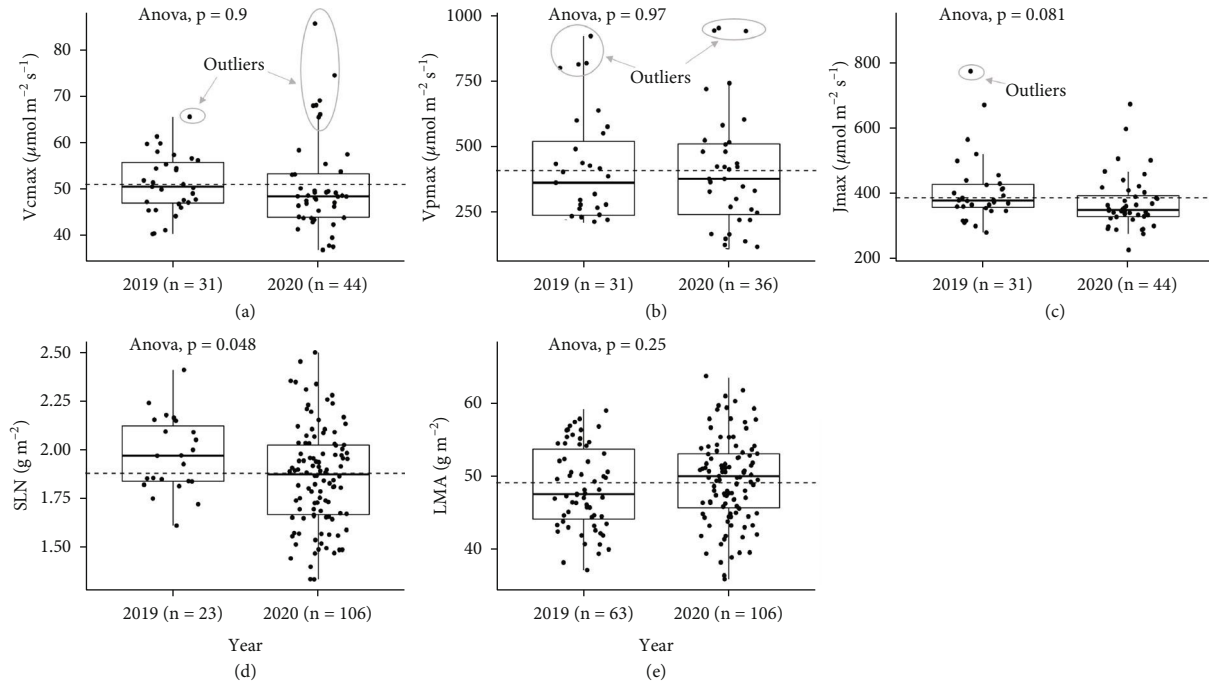 Anova, p = 0.9
Outliers
80
70
60
50
40
Vcmax (μmol m−2 s−1)
2019 (n = 31)
2020 (n = 44)
(a)
Anova, p = 0.97
Outliers
1000
750
500
250
Vpmax (μmol m−2 s−1)
2019 (n = 31)
2020 (n = 36)
(b)
Anova, p = 0.081
Outliers
800
600
400
200
Jmax (μmol m−2 s−1)
2019 (n = 31)
2020 (n = 44)
(c)
Anova, p = 0.048
2.50
2.25
2.00
1.75
1.50
SLN (g m−2)
2019 (n = 23)
2020 (n = 106)
Year
(d)
Anova, p = 0.25
60
50
40
LMA (g m−2)
2019 (n = 63)
2020 (n = 106)
Year
(e)